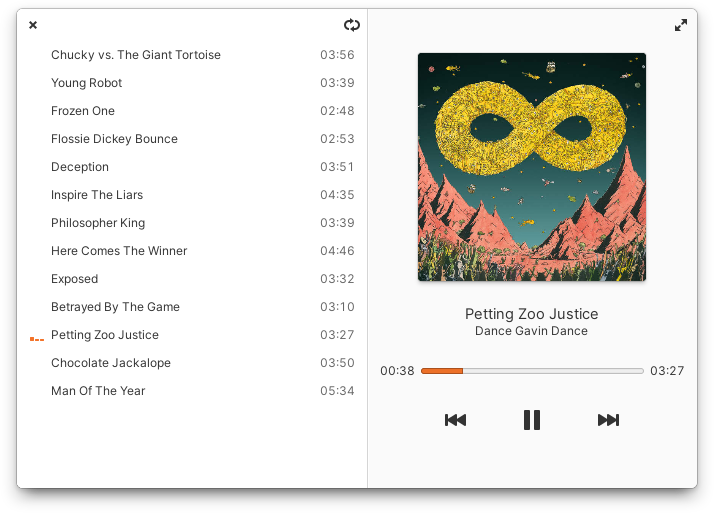 Chucky vs. The Giant Tortoise 03:56
Young Robot 03:39
Frozen One 02:48
Flossie Dickey Bounce 02:53
Deception 03:51
Inspire The Liars 04:35
Philosopher King 03:39
Here Comes The Winner 04:46
Exposed 03:32
Betrayed By The Game 03:10
Petting Zoo Justice 03:27
Chocolate Jackalope 03:50
Man Of The Year 05:34
Petting Zoo Justice
Dance Gavin Dance
00:38 03:27